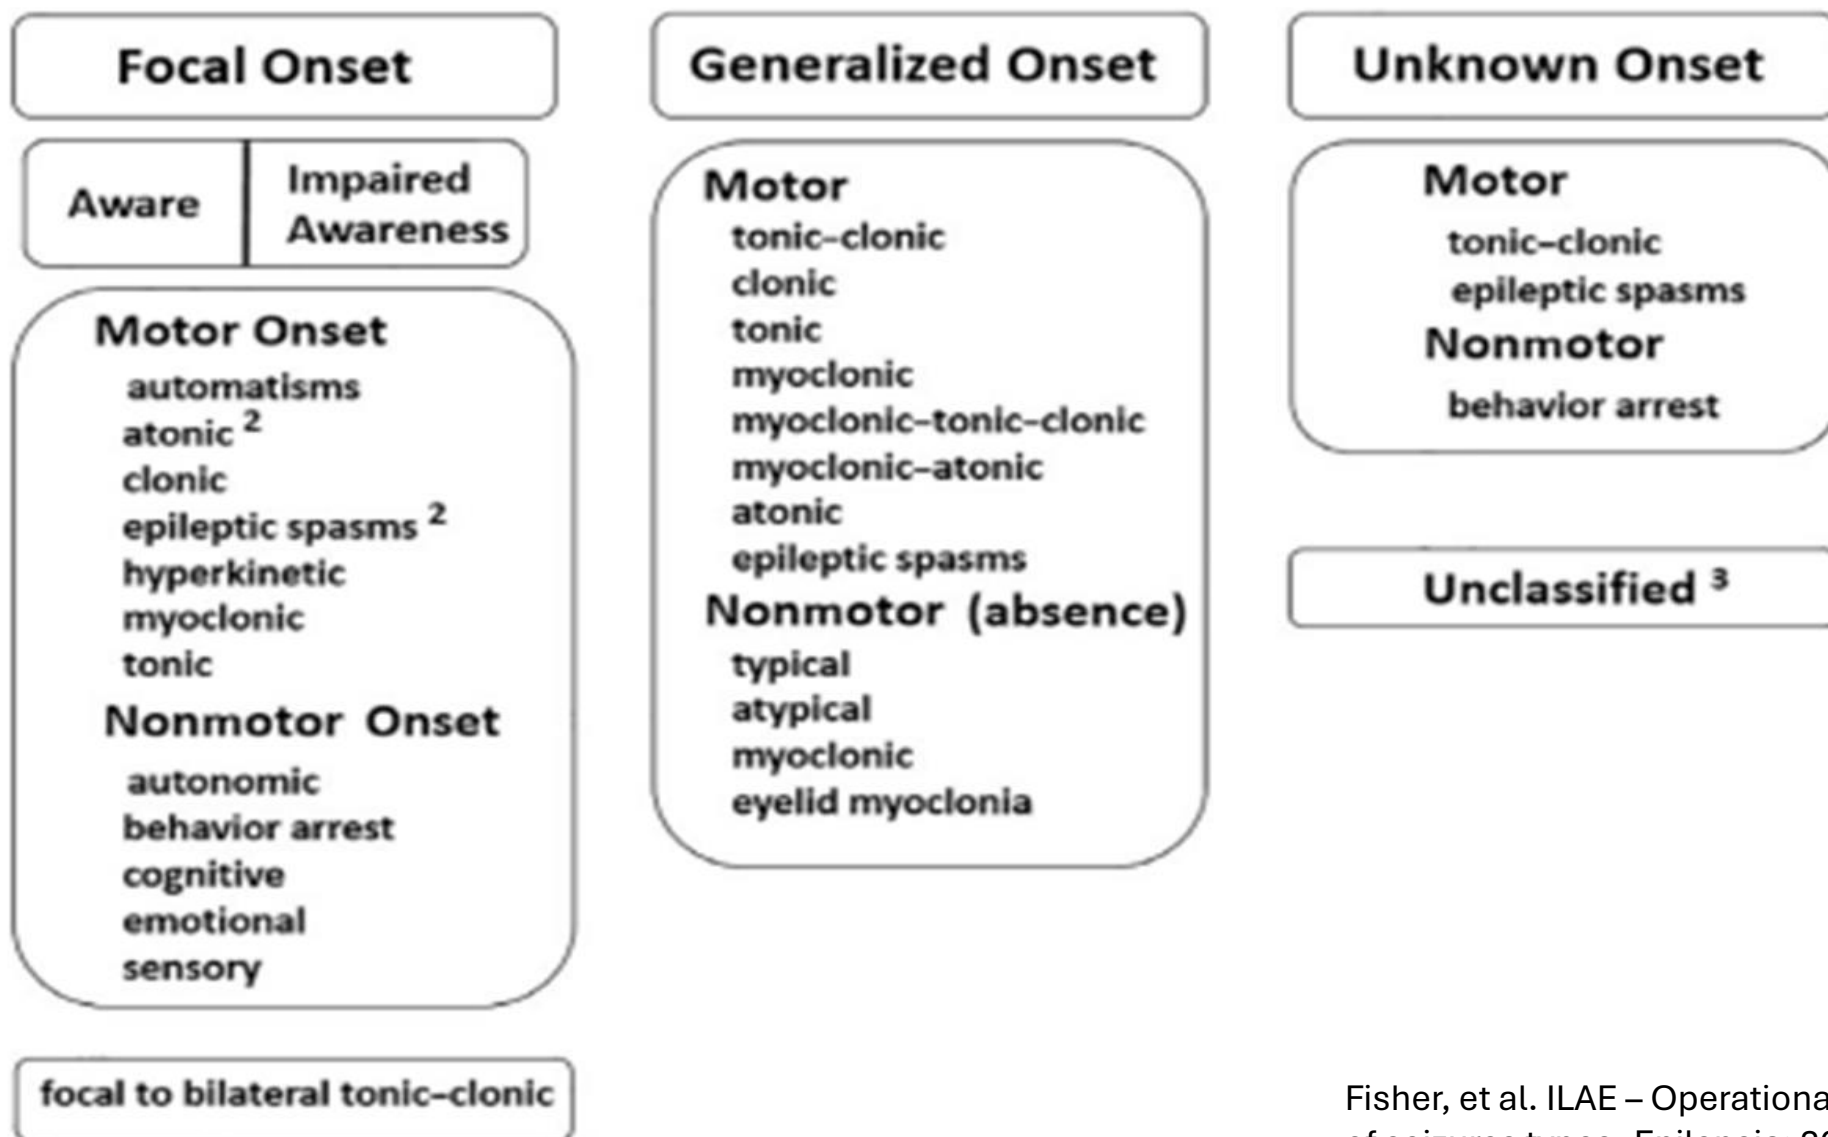 Focal Onset
Aware
Impaired
Awareness
Motor Onset
automatisms
atonic 2
clonic
epileptic spasms 2
hyperkinetic
myoclonic
tonic
Nonmotor Onset
autonomic
behavior arrest
cognitive
emotional
sensory
focal to bilateral tonic–clonic
Generalized Onset
Motor
tonic–clonic
clonic
tonic
myoclonic
myoclonic–tonic–clonic
myoclonic–atonic
atonic
epileptic spasms
Nonmotor (absence)
typical
atypical
myoclonic
eyelid myoclonia
Unknown Onset
Motor
tonic–clonic
epileptic spasms
Nonmotor
behavior arrest
Unclassified 3
Fisher, et al. ILAE – Operationa